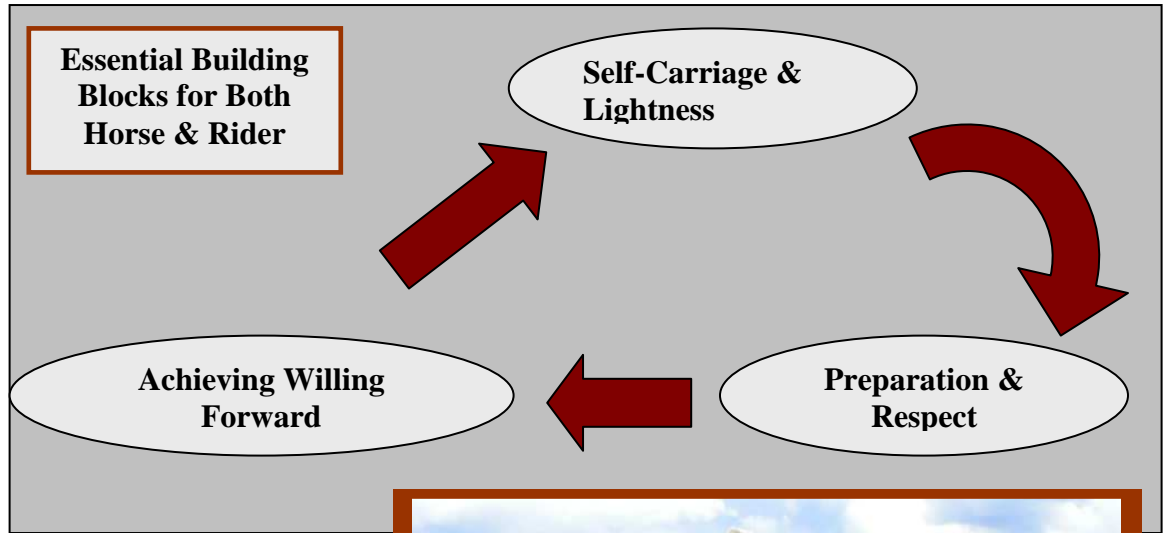 Essential Building
Blocks for Both
Horse & Rider
Self-Carriage &
Lightness
Achieving Willing
Forward
Preparation &
Respect